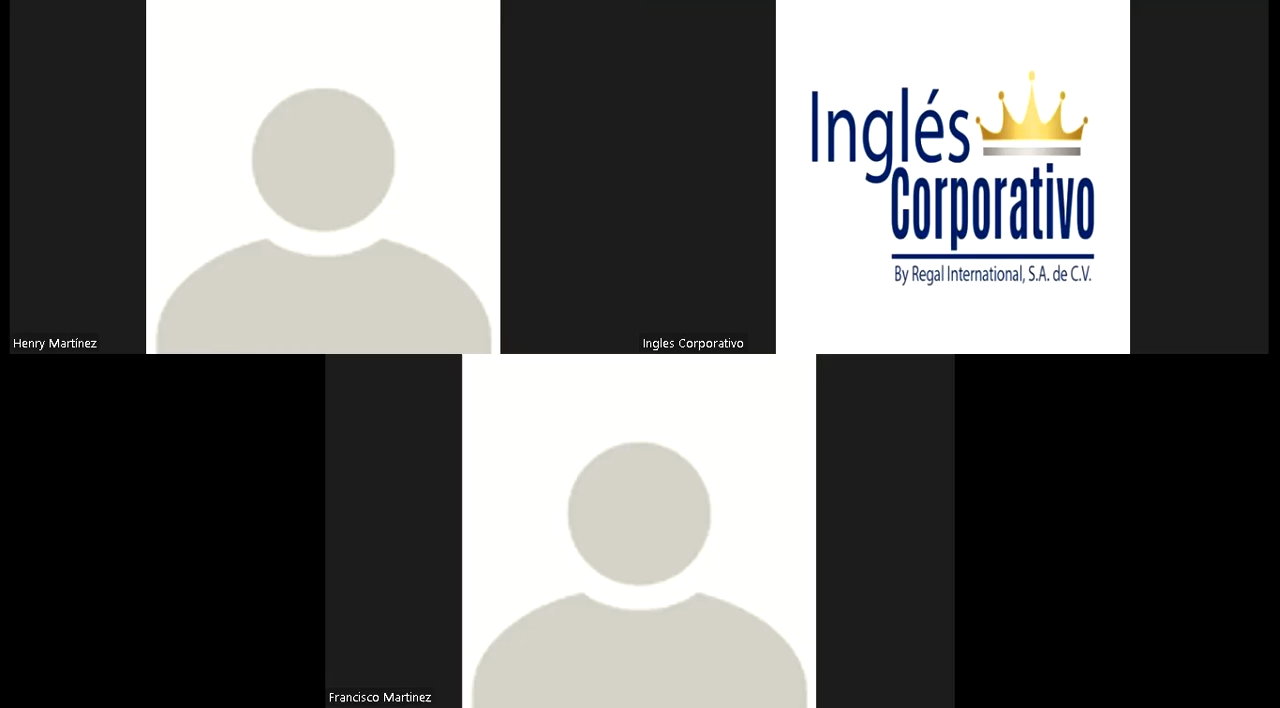 Inglés
Corporativo
By Regal International, S.A. de C.V.
Henry Martínez
Ingles Corporativo
Francisco Martinez